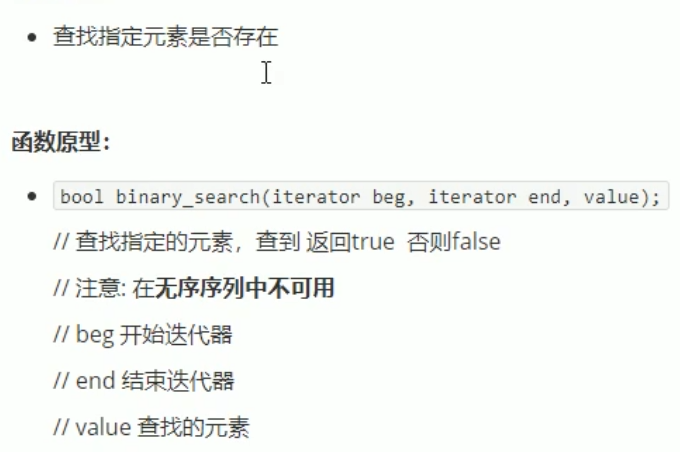 查找指定元素是否存在
函数原型：
bool binary_search(iterator beg, iterator end, value);
// 查找指定的元素，查到 返回true 否则false
// 注意: 在无序序列中不可用
// beg 开始迭代器
// end 结束迭代器
// value 查找的元素